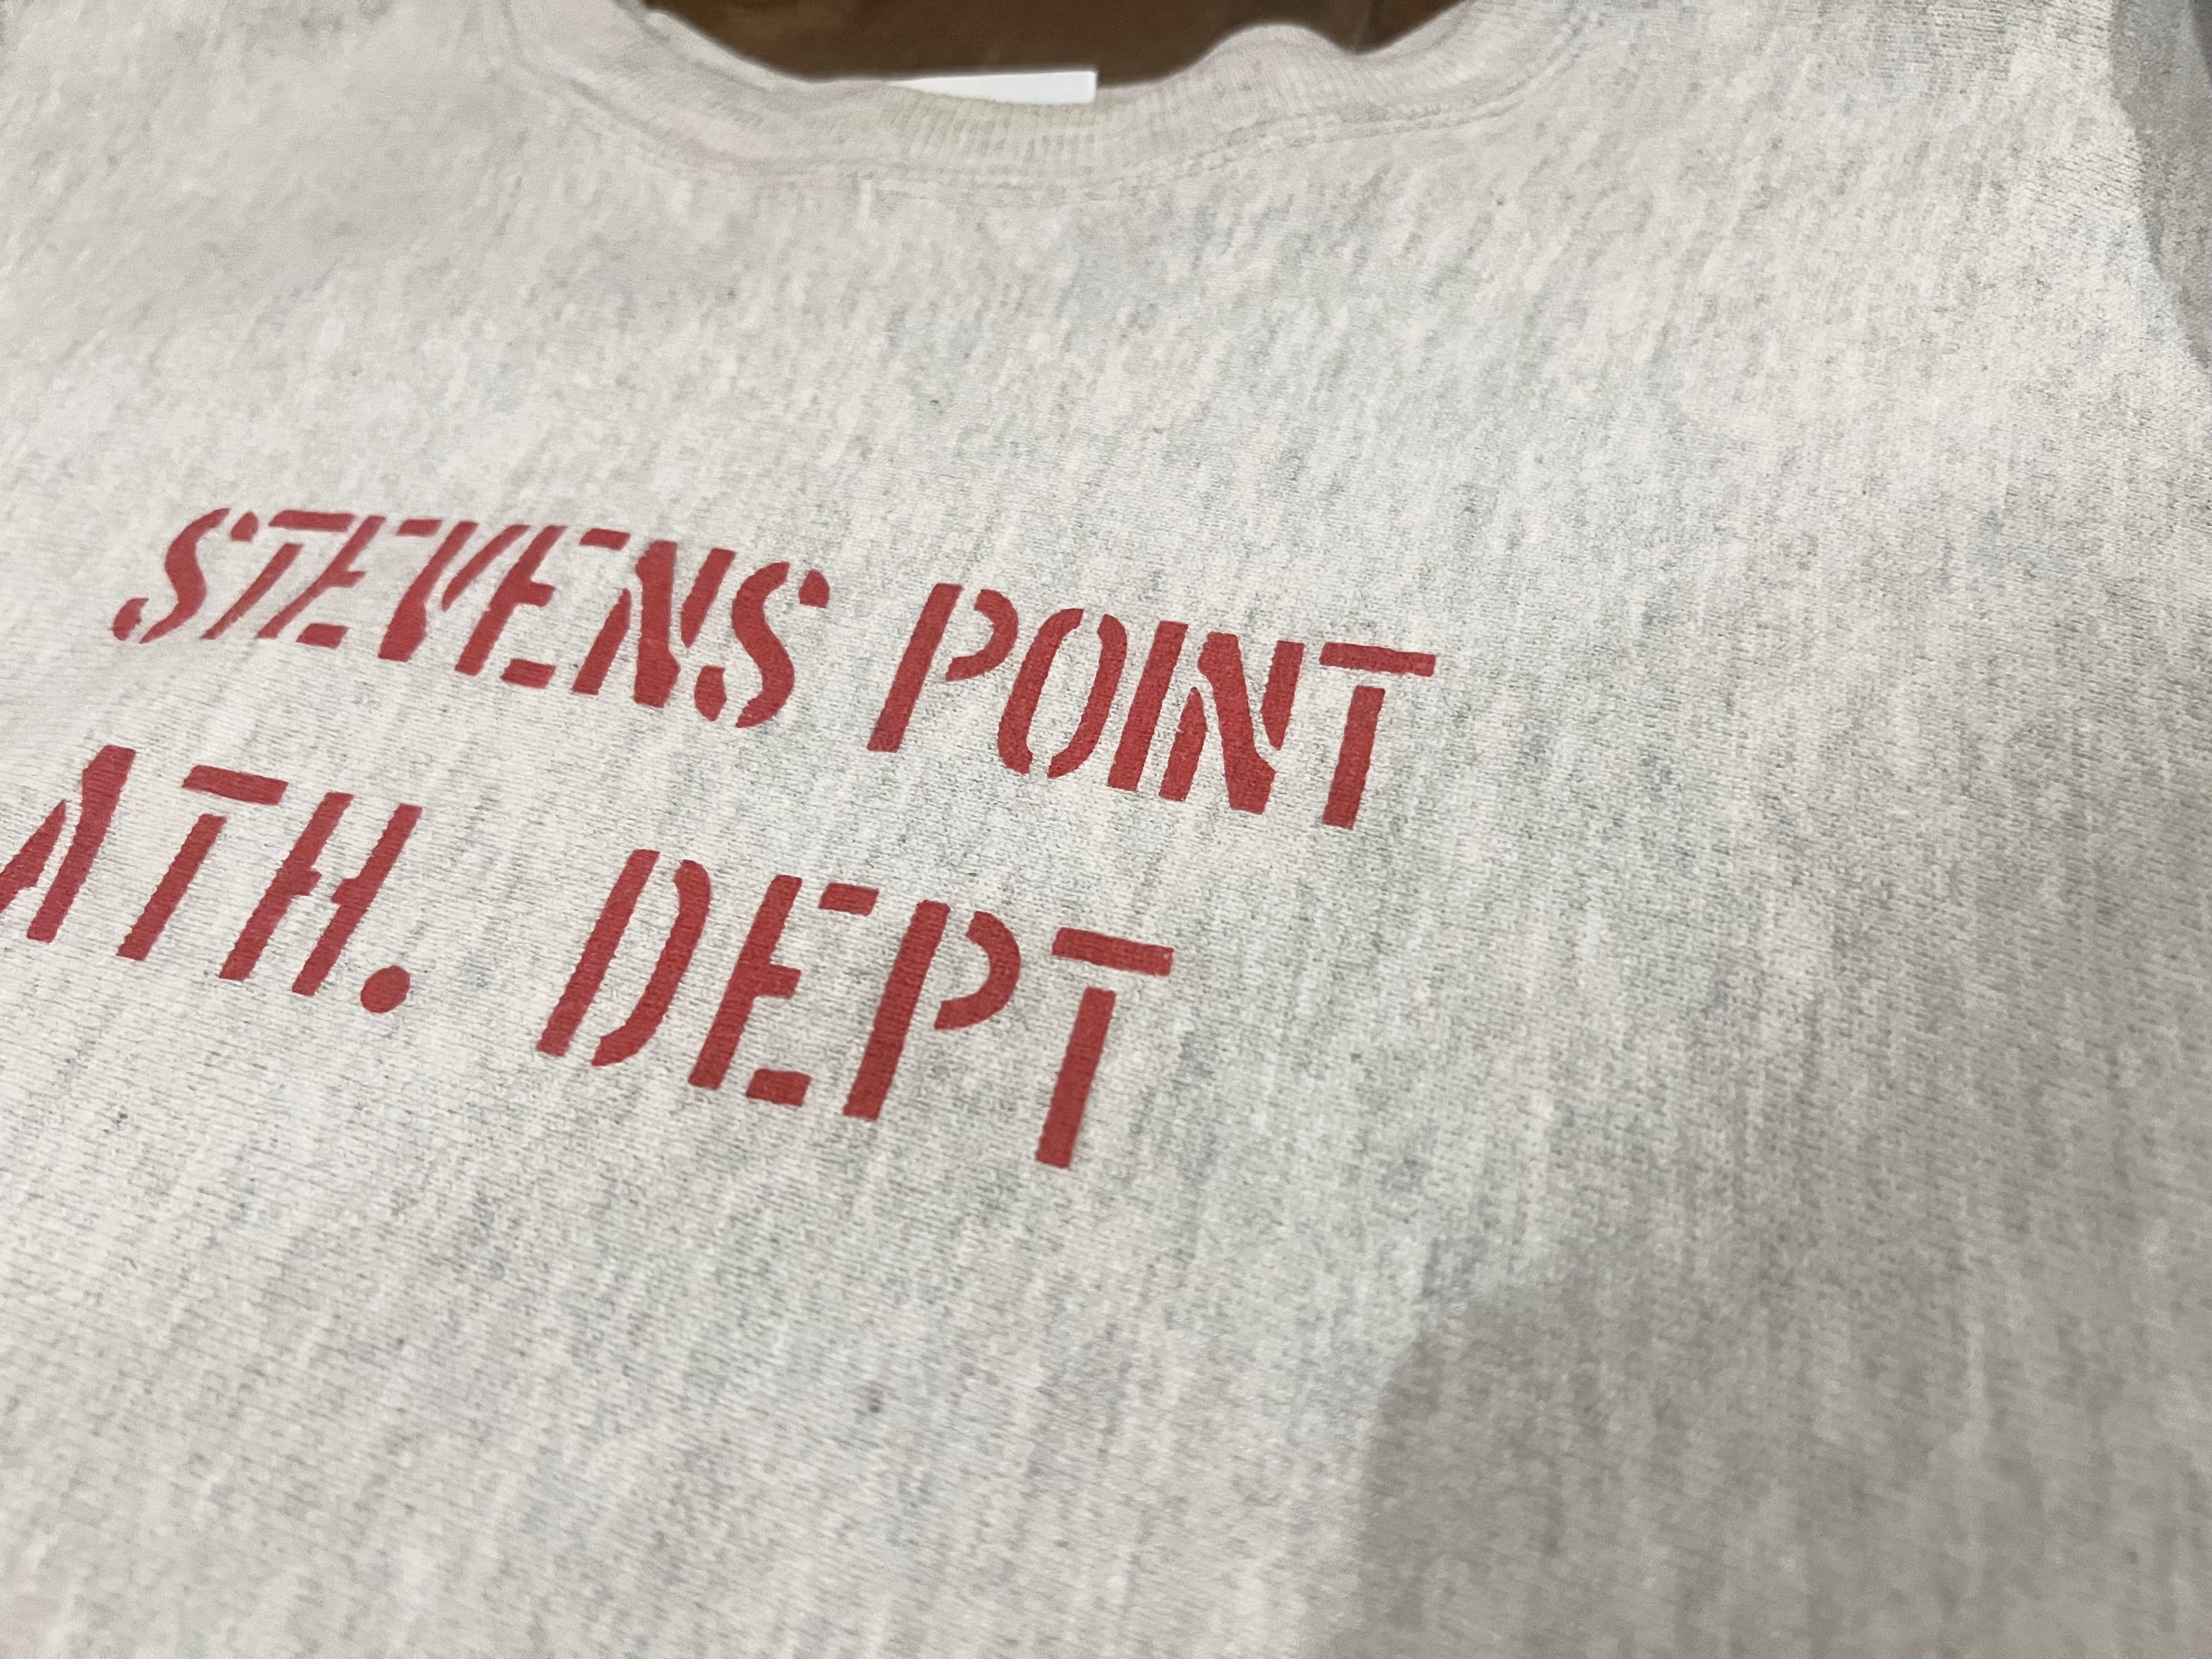 STEVENS POINT
ATH. DEPT